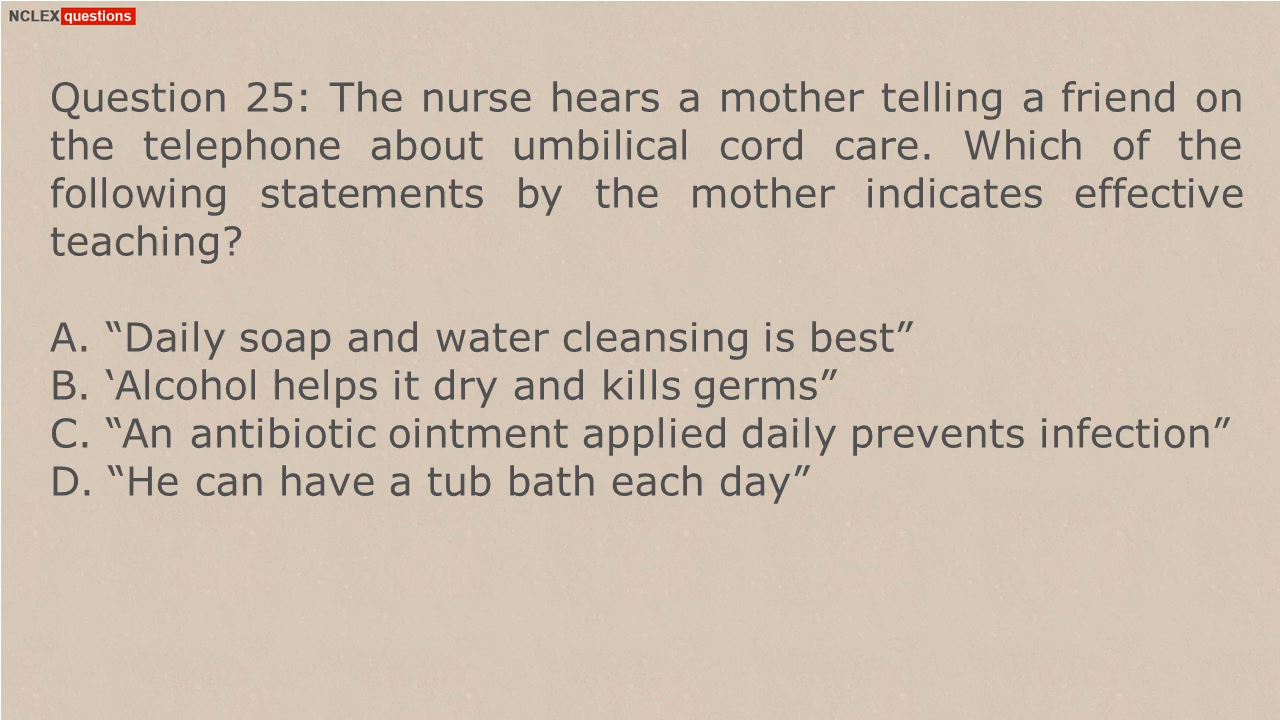 NCLEX questions
Question 25: The nurse hears a mother telling a friend on
the telephone about umbilical cord care. Which of the
following statements by the mother indicates effective
teaching?
A. “Daily soap and water cleansing is best”
B. ‘Alcohol helps it dry and kills germs”
C. “An antibiotic ointment applied daily prevents infection”
D. “He can have a tub bath each day”